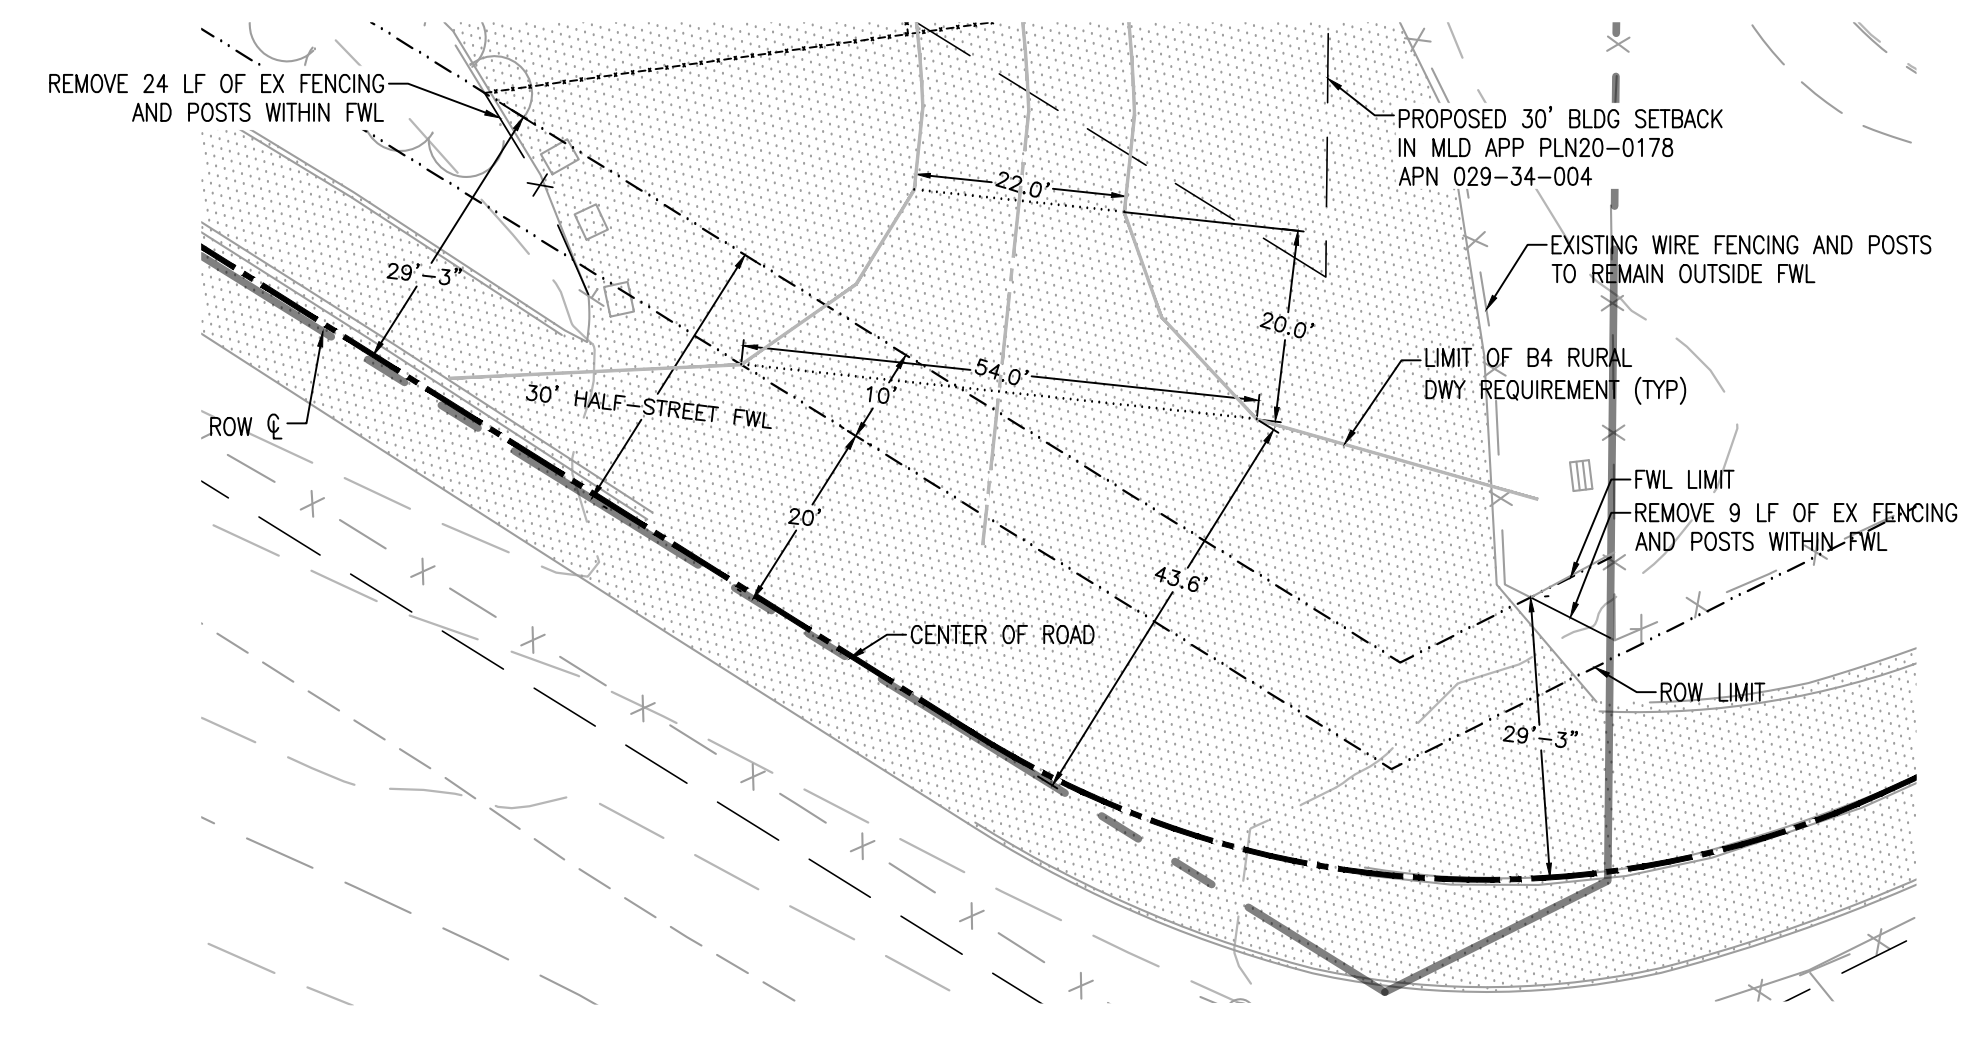 REMOVE 24 LF OF EX FENCING
AND POSTS WITHIN FWL
PROPOSED 30' BLDG SETBACK
IN MLD APP PLN20-0178
APN 029-34-004
22.0'
EXISTING WIRE FENCING AND POSTS
TO REMAIN OUTSIDE FWL
29'-3"
20.0'
LIMIT OF B4 RURAL
DWY REQUIREMENT (TYP)
54.0'
10'
30' HALF-STREET FWL
ROW ℄
FWL LIMIT
REMOVE 9 LF OF EX FENCING
AND POSTS WITHIN FWL
20'
43.6'
CENTER OF ROAD
ROW LIMIT
29'-3"